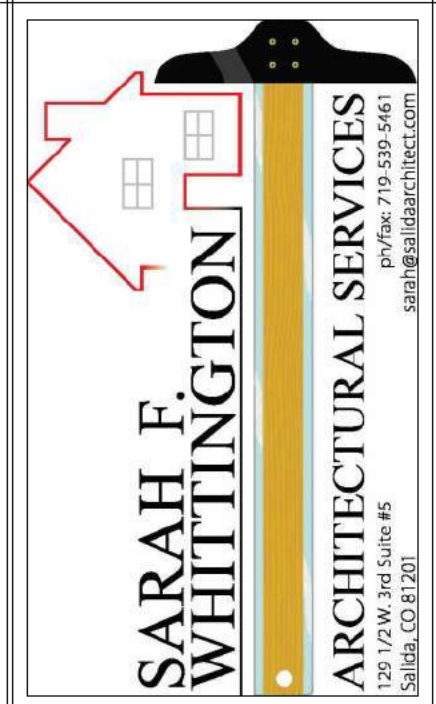 SARAH F.
WHITTINGTON
ARCHITECTURAL SERVICES
129 1/2 W. 3rd Suite #5
Salida, CO 81201
ph/fax: 719-539-5461
sarah@salidaarchitect.com